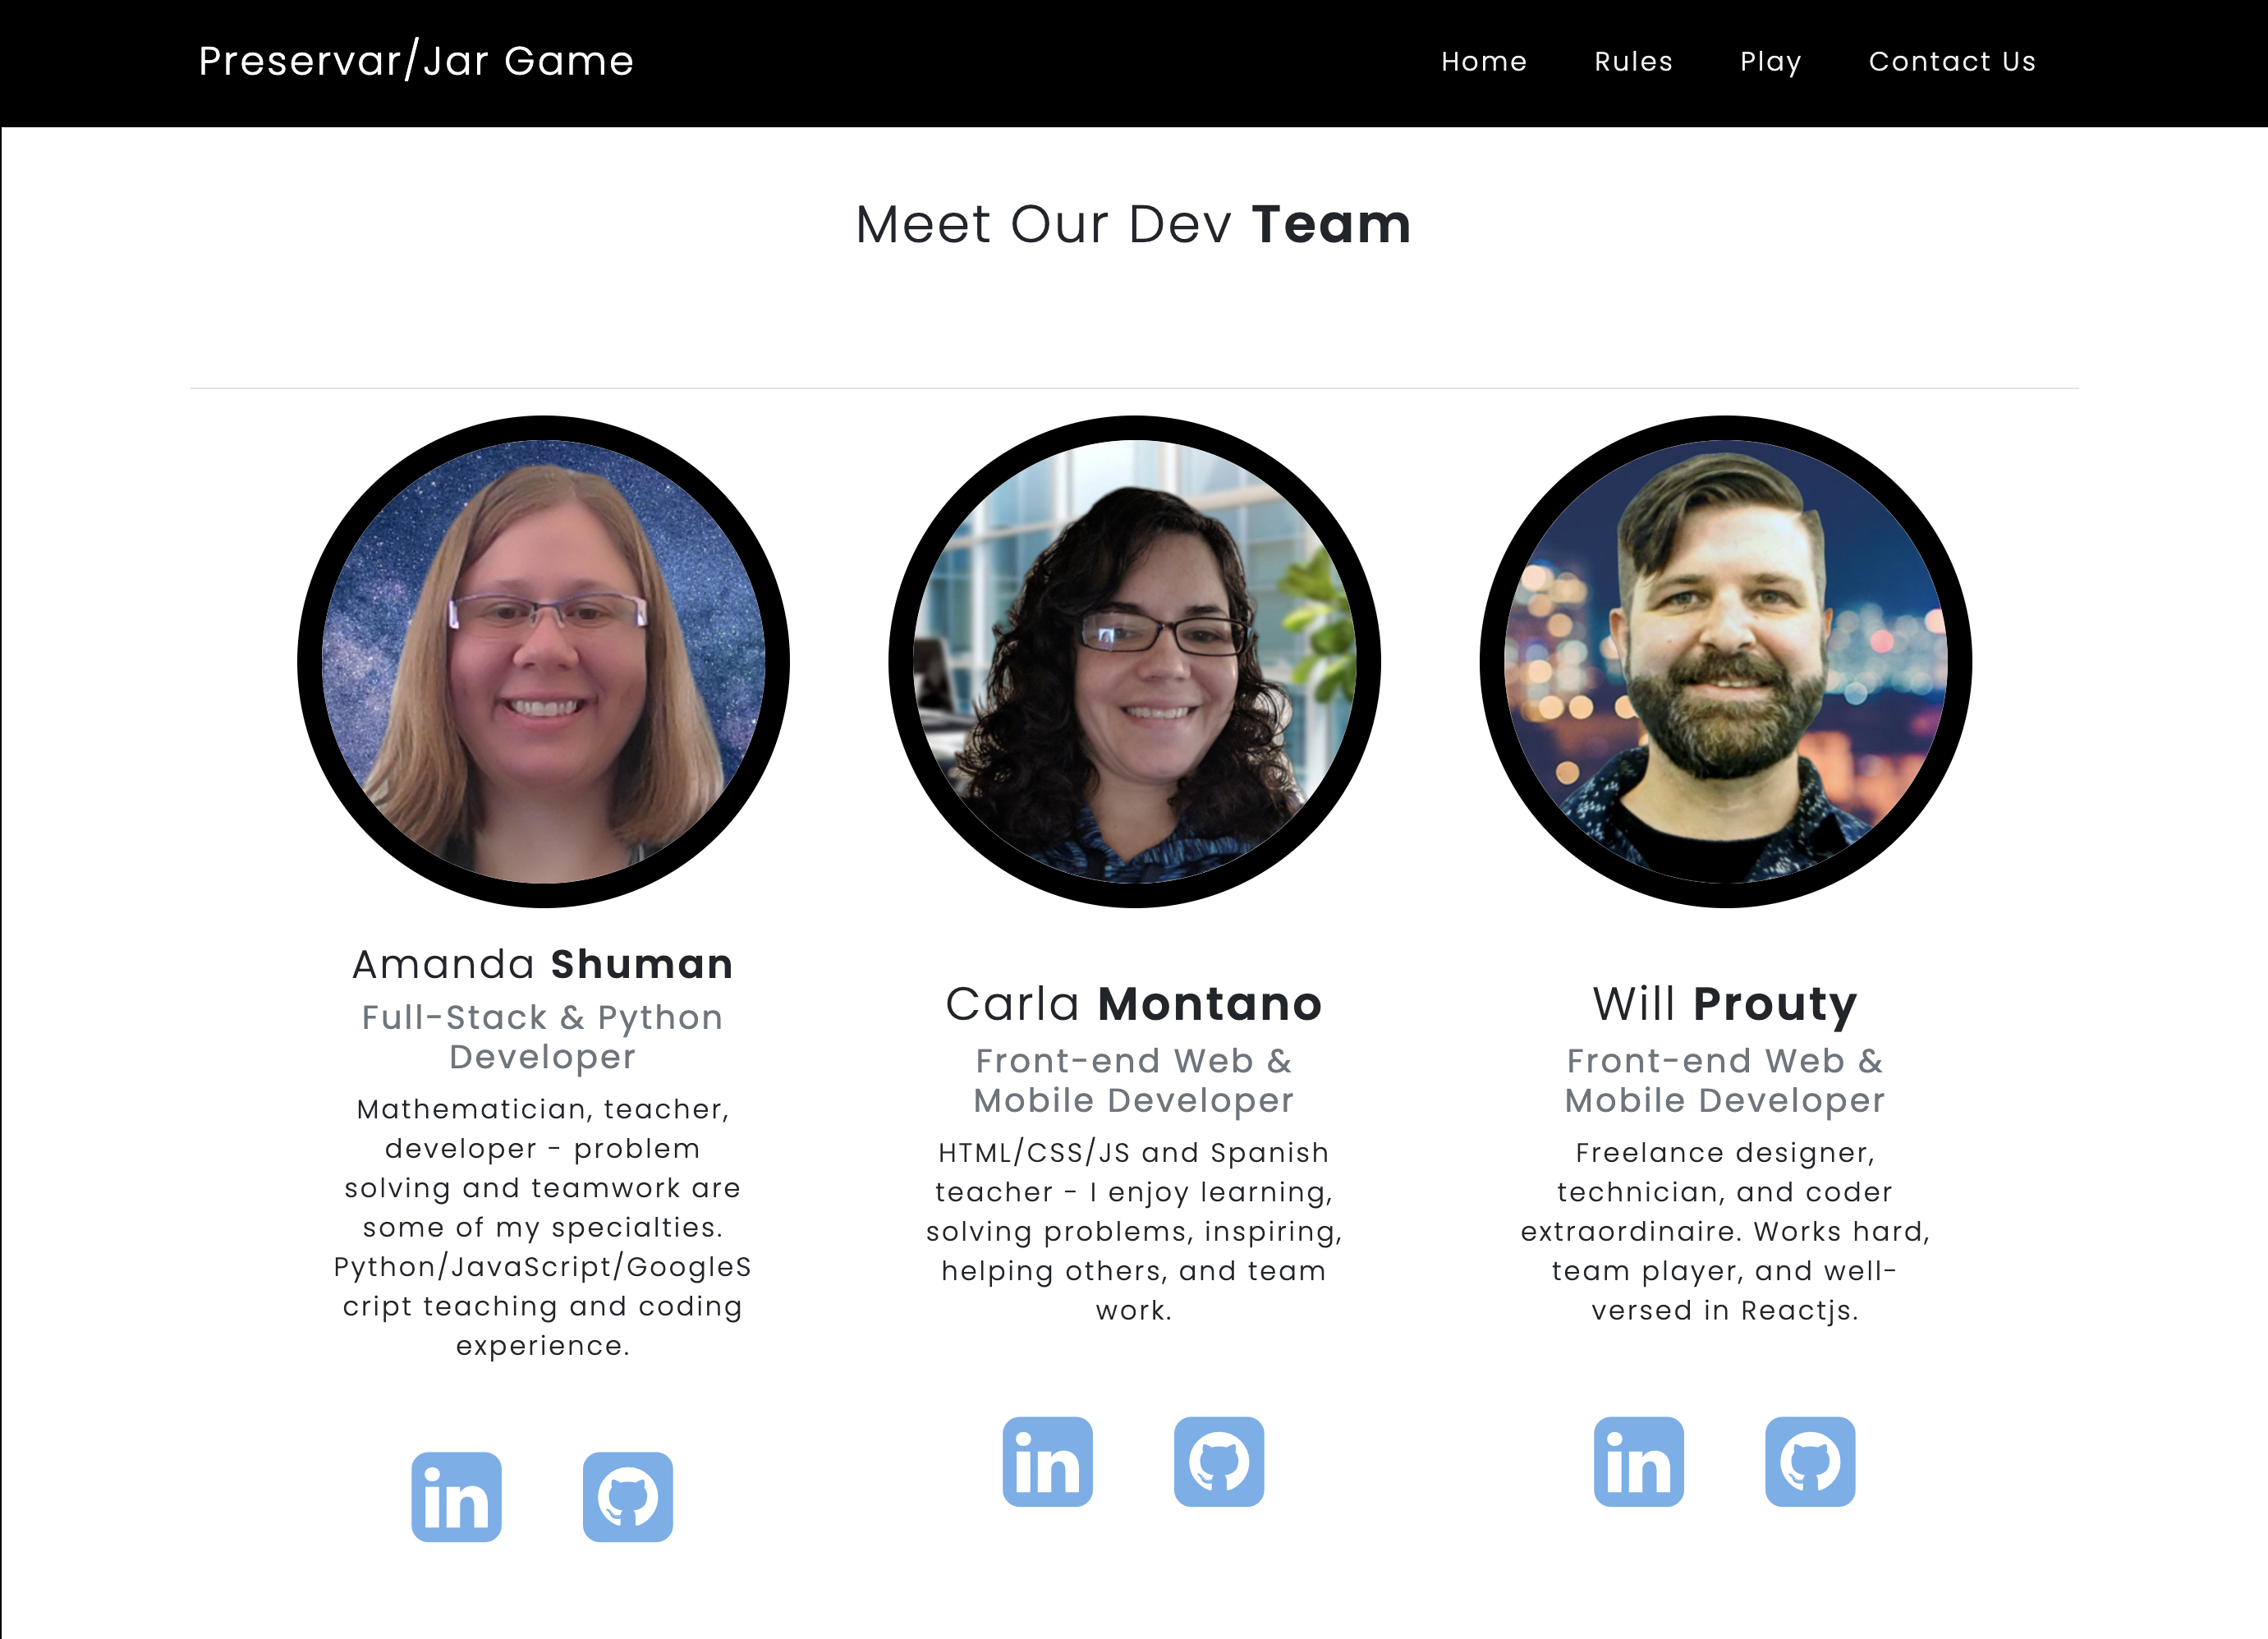 Preservar/Jar Game
Home
Rules
Play
Contact Us
Meet Our Dev Team
Amanda Shuman
Full-Stack & Python
Developer
Mathematician, teacher,
developer - problem
solving and teamwork are
some of my specialties.
Python/JavaScript/GoogleS
cript teaching and coding
experience.
in
Carla Montano
Front-end Web &
Mobile Developer
HTML/CSS/JS and Spanish
teacher - I enjoy learning,
solving problems, inspiring,
helping others, and team
work.
in
Will Prouty
Front-end Web &
Mobile Developer
Freelance designer,
technician, and coder
extraordinaire. Works hard,
team player, and well-
versed in Reactjs.
in